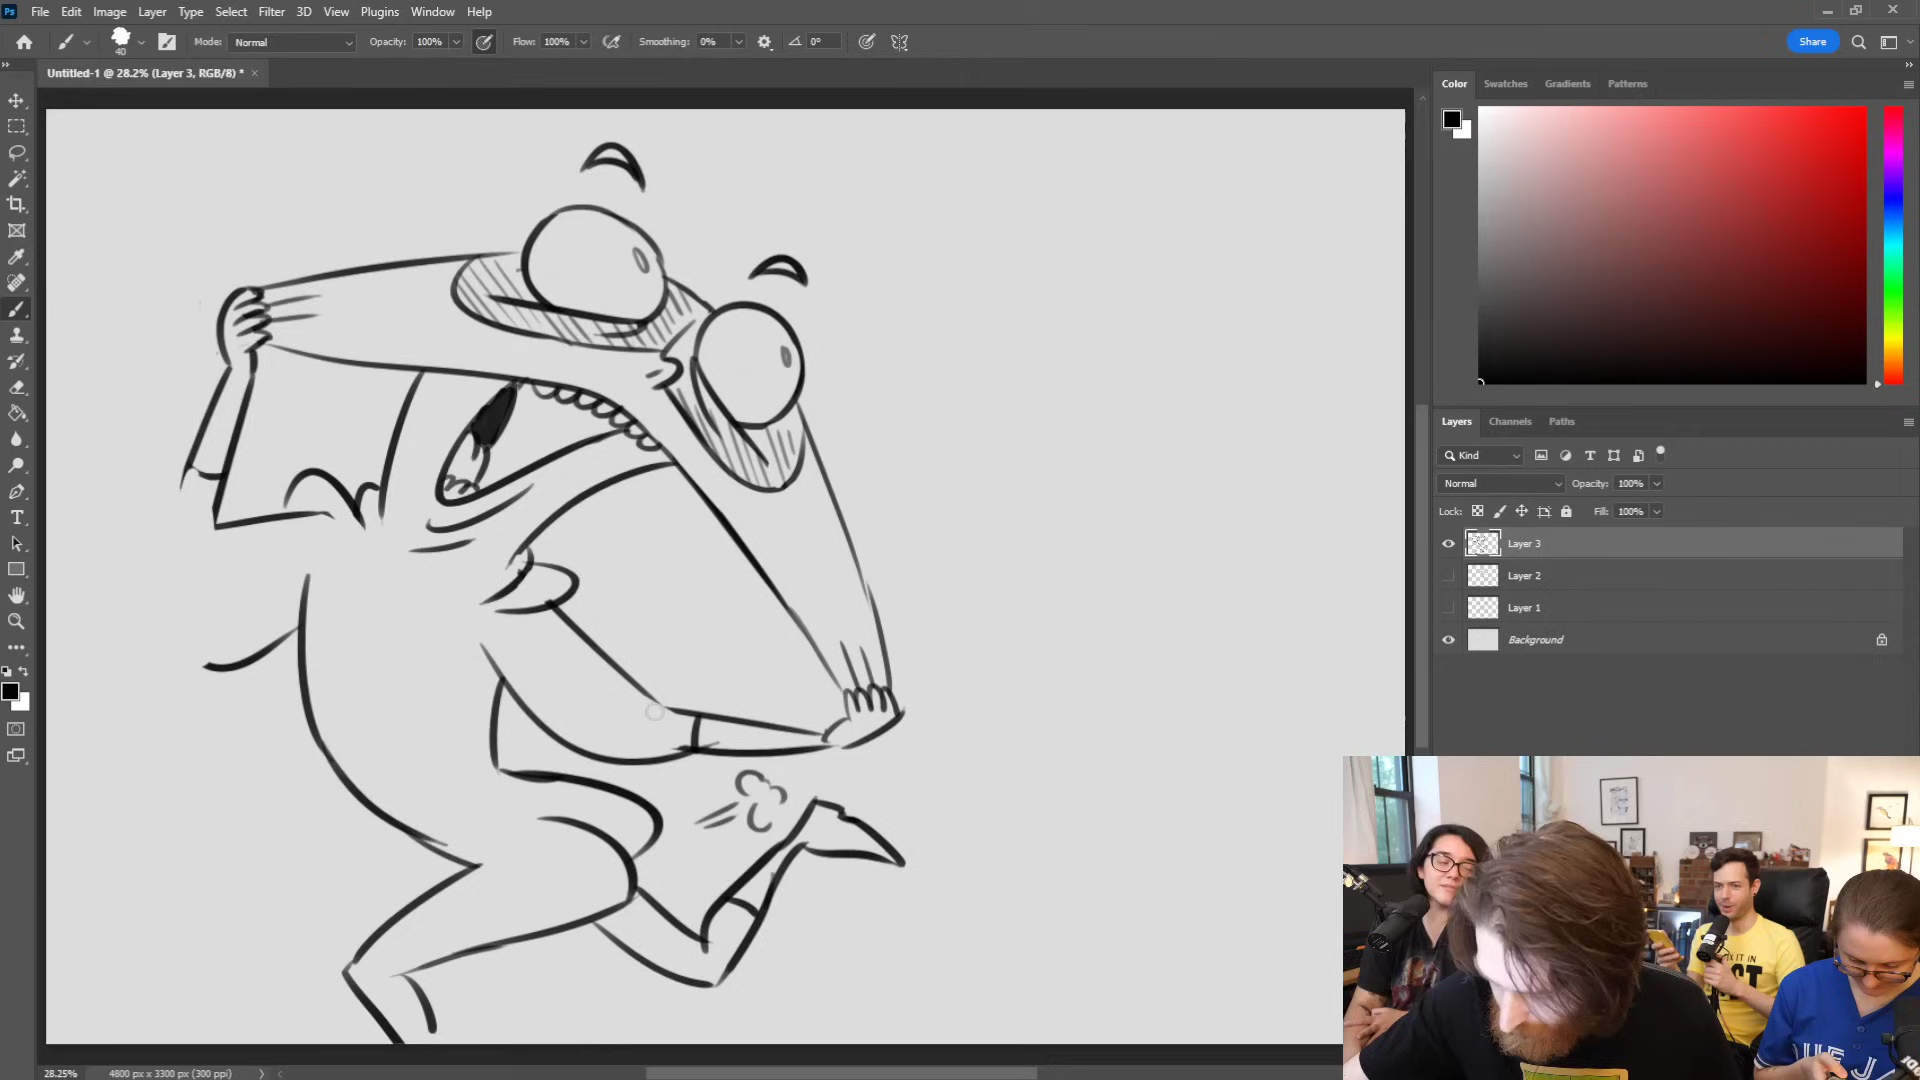 Ps File Edit Image Layer Type Select Filter 3D View Plugins Window Help
40 Mode: Normal Opacity: 100% Flow: 100% Smoothing: 0% 0° Share
Untitled-1 @ 28.2% (Layer 3, RGB/8) *
Color Swatches Gradients Patterns
Layers Channels Paths
Kind
Normal Opacity: 100%
Lock: Fill: 100%
Layer 3
Layer 2
Layer 1
Background
28.25% 4800 px x 3300 px (300 ppi)